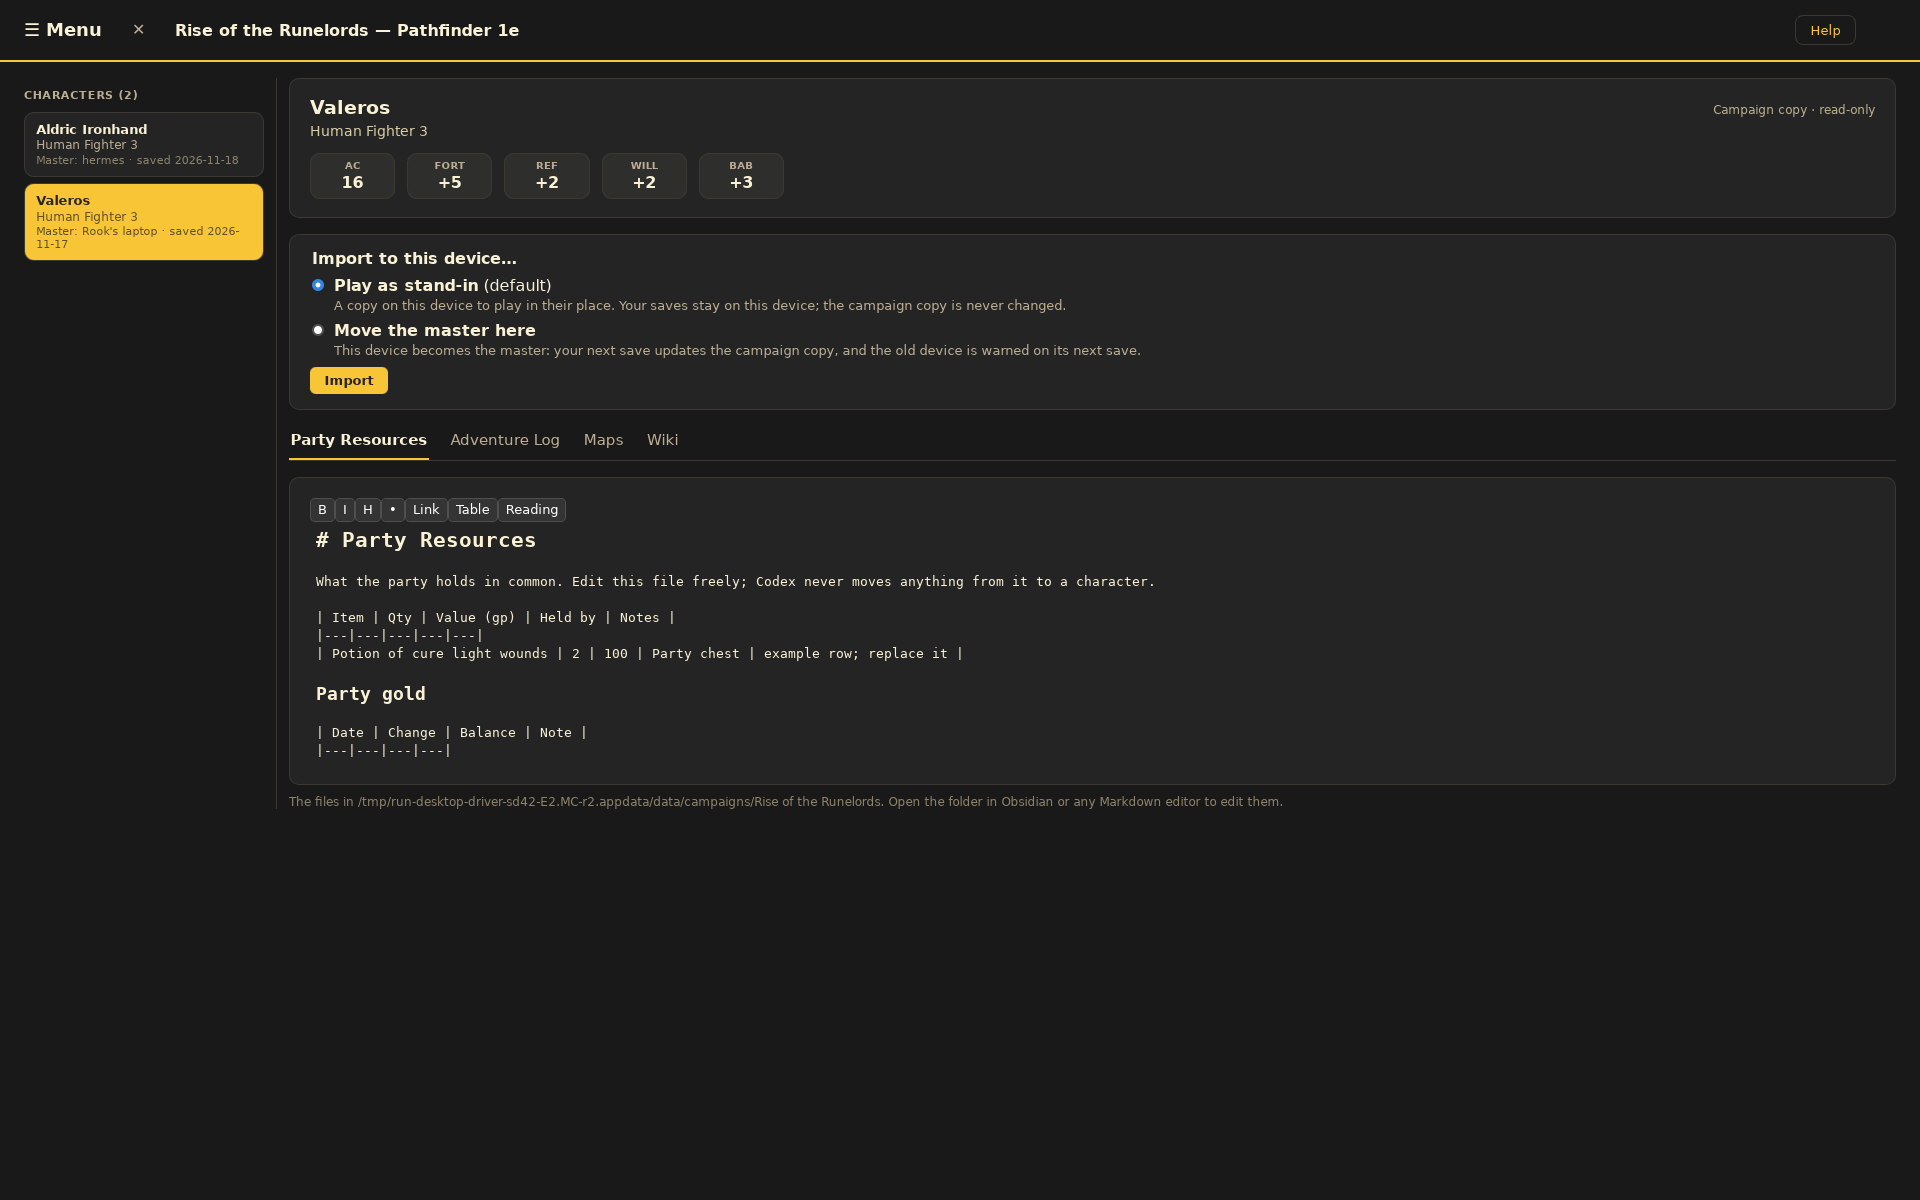 ☰ Menu
✕
Rise of the Runelords — Pathfinder 1e
Help
CHARACTERS (2)
Aldric Ironhand
Human Fighter 3
Master: hermes · saved 2026-11-18
Valeros
Human Fighter 3
Master: Rook's laptop · saved 2026-
11-17
Valeros
Campaign copy · read-only
Human Fighter 3
AC
16
FORT
+5
REF
+2
WILL
+2
BAB
+3
Import to this device…
Play as stand-in (default)
A copy on this device to play in their place. Your saves stay on this device; the campaign copy is never changed.
Move the master here
This device becomes the master: your next save updates the campaign copy, and the old device is warned on its next save.
Import
Party Resources Adventure Log Maps Wiki
B I H • Link Table Reading
# Party Resources
What the party holds in common. Edit this file freely; Codex never moves anything from it to a character.
| Item | Qty | Value (gp) | Held by | Notes |
|---|---|---|---|---|
| Potion of cure light wounds | 2 | 100 | Party chest | example row; replace it |
Party gold
| Date | Change | Balance | Note |
|---|---|---|---|
The files in /tmp/run-desktop-driver-sd42-E2.MC-r2.appdata/data/campaigns/Rise of the Runelords. Open the folder in Obsidian or any Markdown editor to edit them.